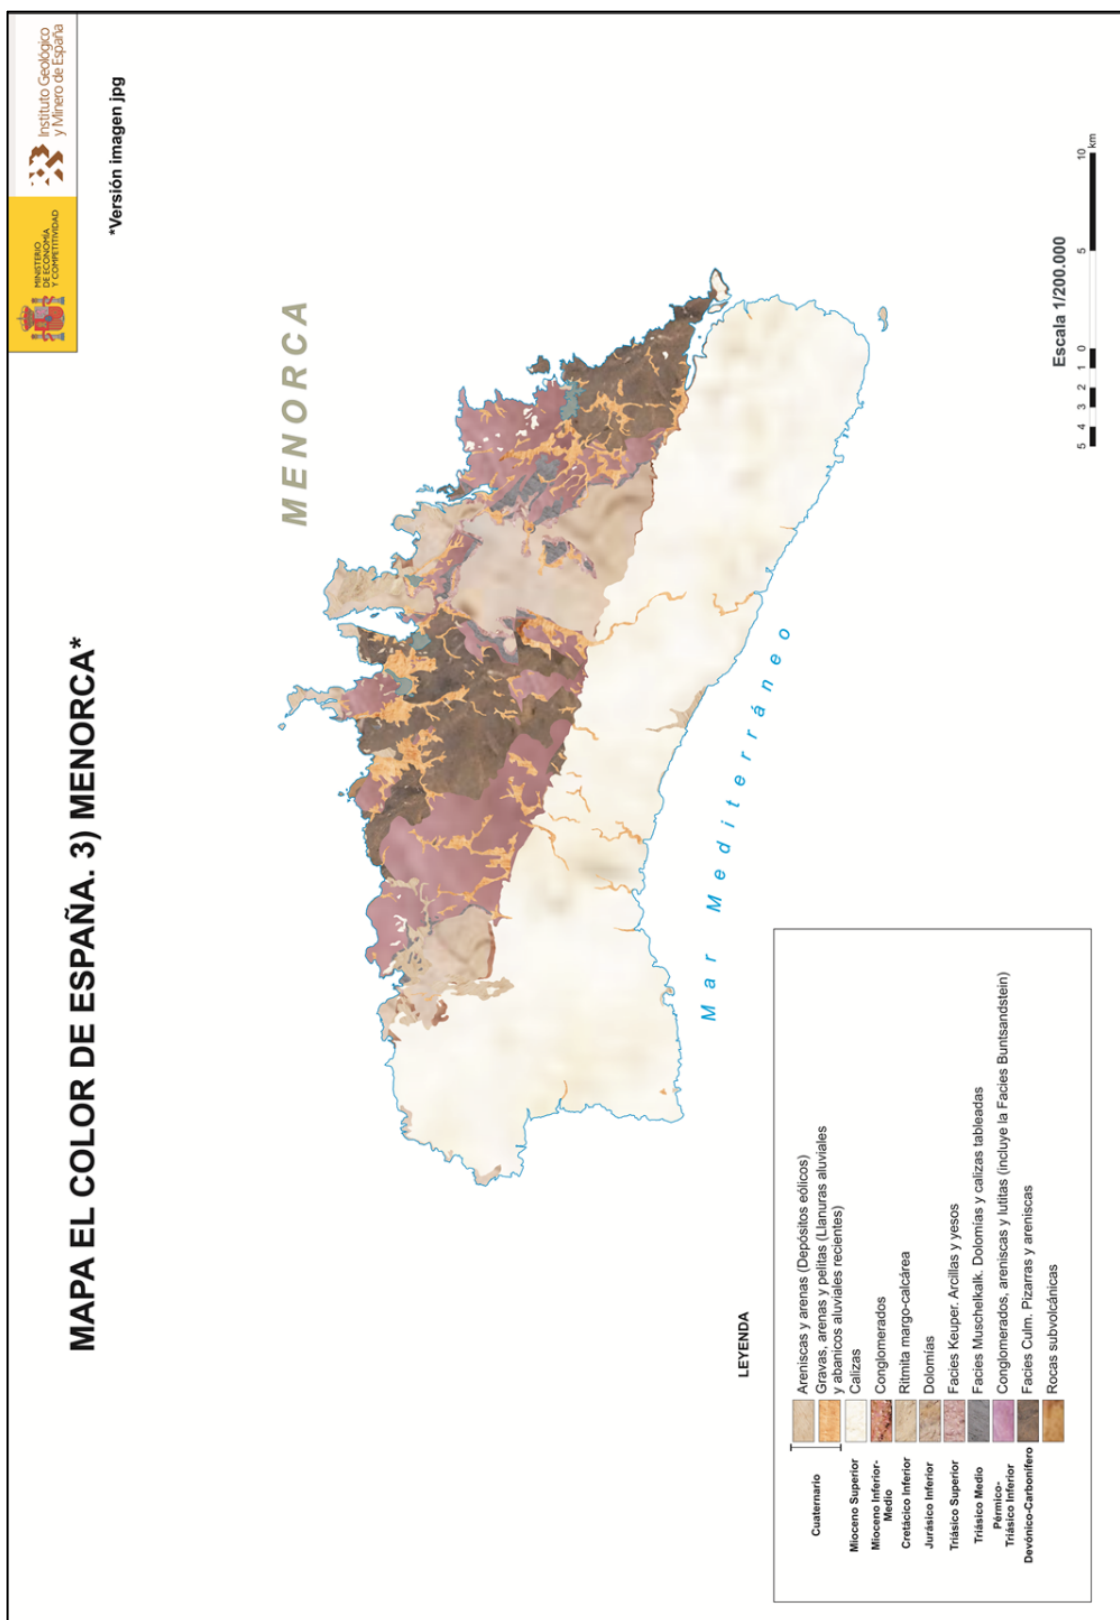 MINISTERIO
DE ECONOMÍA
Y COMPETITIVIDAD
Instituto Geológico
y Minero de España
MAPA EL COLOR DE ESPAÑA. 3) MENORCA*
*Versión imagen jpg
MENORCA
Mar Mediterráneo
LEYENDA
Cuaternario
Areniscas y arenas (Depósitos eólicos)
Gravas, arenas y pelitas (Llanuras aluviales
y abanicos aluviales recientes)
Mioceno Superior
Calizas
Mioceno Inferior-
Medio
Conglomerados
Cretácico Inferior
Ritmita margo-calcárea
Jurásico Inferior
Dolomías
Triásico Superior
Facies Keuper. Arcillas y yesos
Triásico Medio
Facies Muschelkalk. Dolomías y calizas tableadas
Pérmico-
Triásico Inferior
Conglomerados, areniscas y lutitas (incluye la Facies Buntsandstein)
Devónico-Carbonífero
Facies Culm. Pizarras y areniscas
Rocas subvolcánicas
Escala 1/200.000
5 4 3 2 1 0 5 10
km